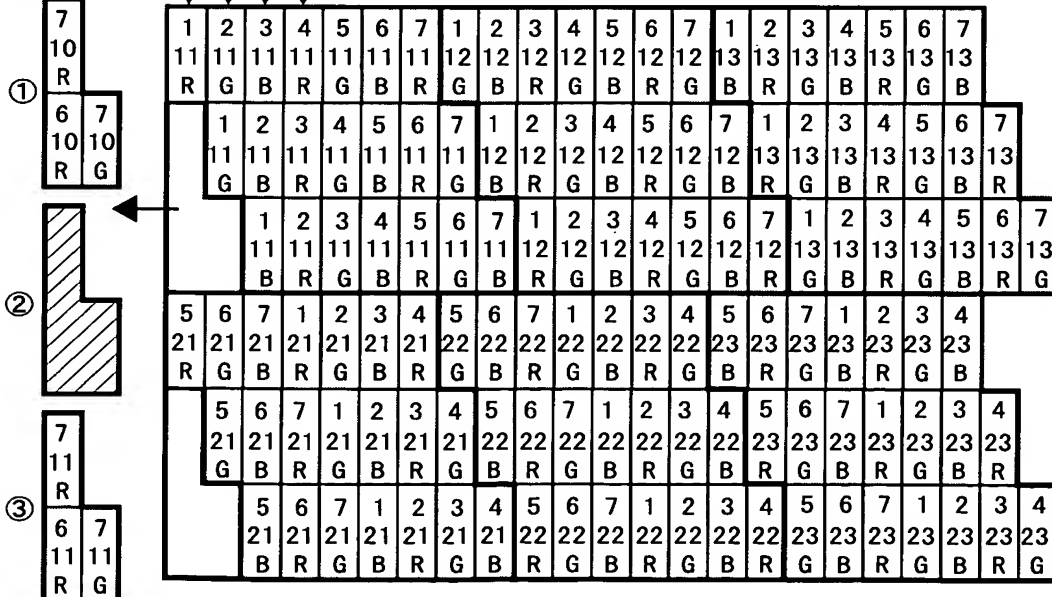 7
10
R
①
6 7
10 10
R G
②
7
11
R
③
6 7
11 11
R G
1 2 3 4 5 6 7 1 2 3 4 5 6 7 1 2 3 4 5 6 7
11 11 11 11 11 11 11 12 12 12 12 12 12 12 13 13 13 13 13 13 13
R G B R G B R G B R G B R G B R G B R G B
1 2 3 4 5 6 7 1 2 3 4 5 6 7 1 2 3 4 5 6 7
11 11 11 11 11 11 11 12 12 12 12 12 12 12 13 13 13 13 13 13 13
G B R G B R G B R G B R G B R G B R G B R
1 2 3 4 5 6 7 1 2 3 4 5 6 7 1 2 3 4 5 6 7
11 11 11 11 11 11 11 12 12 12 12 12 12 12 13 13 13 13 13 13 13
B R G B R G B R G B R G B R G B R G B R G
5 6 7 1 2 3 4 5 6 7 1 2 3 4 5 6 7 1 2 3 4
21 21 21 21 21 21 21 22 22 22 22 22 22 22 23 23 23 23 23 23 23
R G B R G B R G B R G B R G B R G B R G B
5 6 7 1 2 3 4 5 6 7 1 2 3 4 5 6 7 1 2 3 4
21 21 21 21 21 21 21 22 22 22 22 22 22 22 23 23 23 23 23 23 23
G B R G B R G B R G B R G B R G B R G B R
5 6 7 1 2 3 4 5 6 7 1 2 3 4 5 6 7 1 2 3 4
21 21 21 21 21 21 21 22 22 22 22 22 22 22 23 23 23 23 23 23 23
B R G B R G B R G B R G B R G B R G B R G